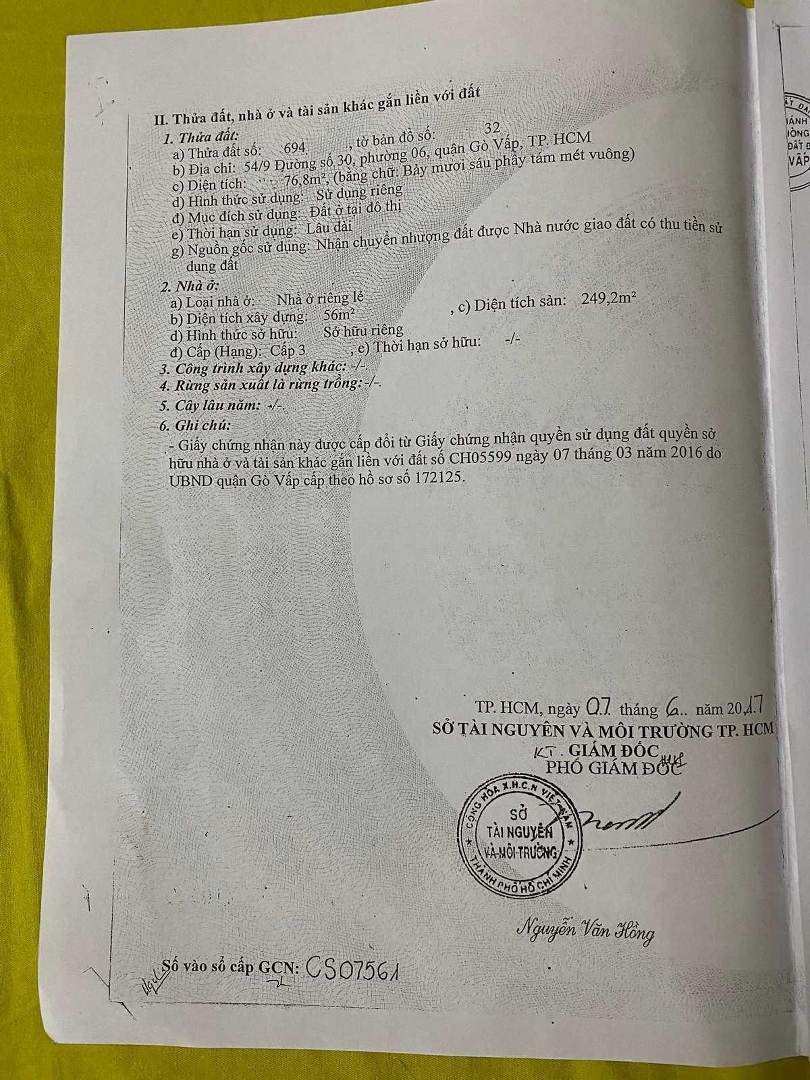 II. Thửa đất, nhà ở và tài sản khác gắn liền với đất
1. Thửa đất:
a) Thửa đất số: 694 , tờ bản đồ số: 32
b) Địa chỉ: 54/9 Đường số 30, phường 06, quận Gò Vấp, TP. HCM
c) Diện tích: 76,8m², (bằng chữ: Bảy mươi sáu phẩy tám mét vuông)
d) Hình thức sử dụng: Sử dụng riêng
đ) Mục đích sử dụng: Đất ở tại đô thị
e) Thời hạn sử dụng: Lâu dài
g) Nguồn gốc sử dụng: Nhận chuyển nhượng đất được Nhà nước giao đất có thu tiền sử
dụng đất
2. Nhà ở:
a) Loại nhà ở: Nhà ở riêng lẻ
b) Diện tích xây dựng: 56m² , c) Diện tích sàn: 249,2m²
d) Hình thức sở hữu: Sở hữu riêng
đ) Cấp (Hạng): Cấp 3 , e) Thời hạn sở hữu: -/-
3. Công trình xây dựng khác: -/-.
4. Rừng sản xuất là rừng trồng: -/-.
5. Cây lâu năm: -/-.
6. Ghi chú:
- Giấy chứng nhận này được cấp đổi từ Giấy chứng nhận quyền sử dụng đất quyền sở
hữu nhà ở và tài sản khác gắn liền với đất số CH05599 ngày 07 tháng 03 năm 2016 do
UBND quận Gò Vấp cấp theo hồ sơ số 172125.
TP. HCM, ngày 07 tháng 6 năm 2017
SỞ TÀI NGUYÊN VÀ MÔI TRƯỜNG TP. HCM
KT. GIÁM ĐỐC
PHÓ GIÁM ĐỐC
CỘNG HÒA X.H.C.N VIỆT NAM
SỞ
TÀI NGUYÊN
VÀ MÔI TRƯỜNG
THÀNH PHỐ HỒ CHÍ MINH
Nguyễn Văn Hồng
Số vào sổ cấp GCN: CS07561